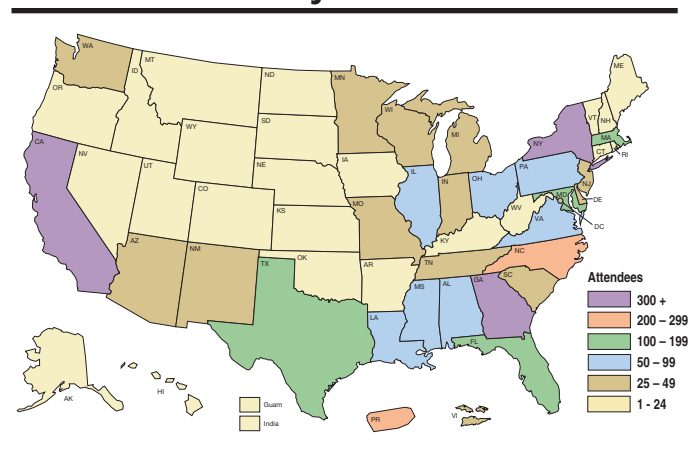 WA
MT
ME
ID
ND
MN
OR
VT
NH
WI
SD
MI
MA
WY
NY
CA
CT
RI
NV
IA
PA
NE
UT
IL
IN
OH
NJ
CO
MD
DE
MO
WV
KS
VA
DC
KY
AZ
NM
NC
OK
TN
TX
AR
SC
MS
AL
GA
Attendees
300 +
LA
200 – 299
FL
100 – 199
50 – 99
25 – 49
AK
HI
Guam
1 - 24
PR
VI
India